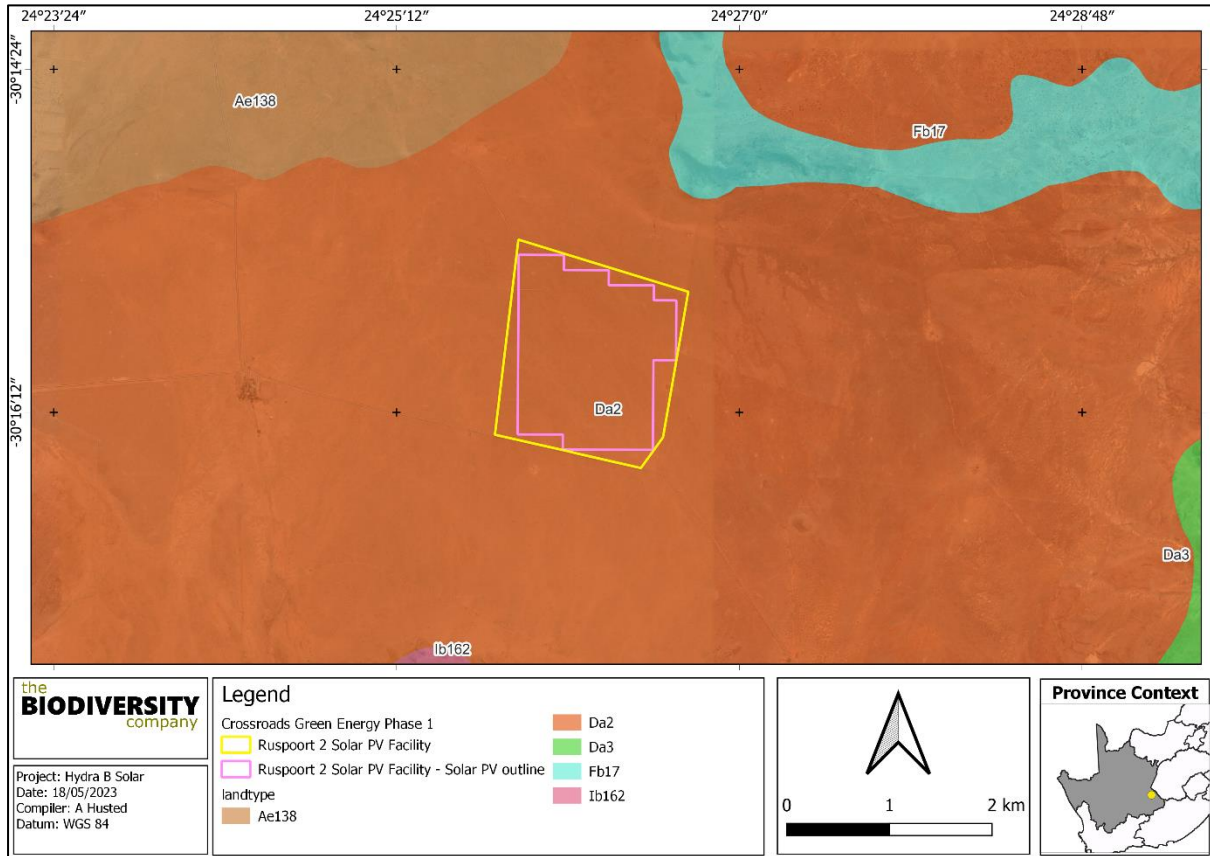 24°23′24″ 24°25′12″ 24°27′0″ 24°28′48″
-30°14′24″
-30°16′12″
Ae138
Fb17
Da2
Da3
Ib162
the
BIODIVERSITY
company
Project: Hydra B Solar
Date: 18/05/2023
Compiler: A Husted
Datum: WGS 84
Legend
Crossroads Green Energy Phase 1
Ruspoort 2 Solar PV Facility
Ruspoort 2 Solar PV Facility - Solar PV outline
landtype
Ae138
Da2
Da3
Fb17
Ib162
0 1 2 km
Province Context